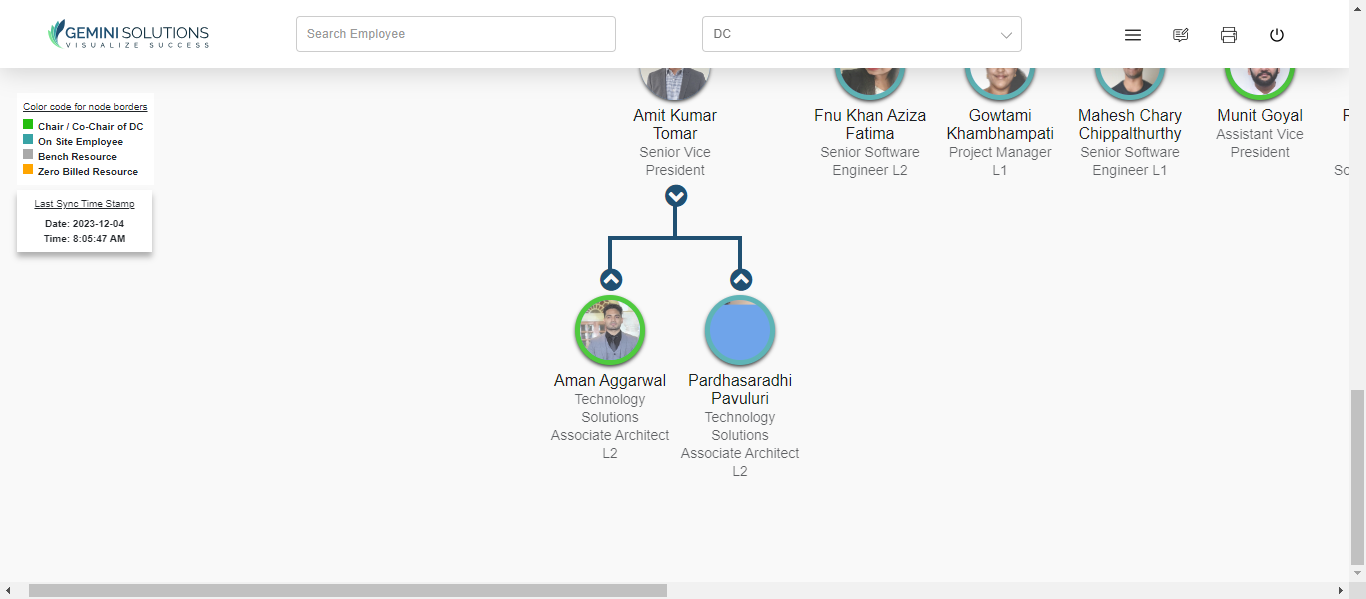 GEMINI SOLUTIONS
VISUALIZE SUCCESS
Search Employee
DC
Color code for node borders
Chair / Co-Chair of DC
On Site Employee
Bench Resource
Zero Billed Resource
Last Sync Time Stamp
Date: 2023-12-04
Time: 8:05:47 AM
Amit Kumar
Tomar
Senior Vice
President
Fnu Khan Aziza
Fatima
Senior Software
Engineer L2
Gowtami
Khambhampati
Project Manager
L1
Mahesh Chary
Chippalthurthy
Senior Software
Engineer L1
Munit Goyal
Assistant Vice
President
Aman Aggarwal
Technology
Solutions
Associate Architect
L2
Pardhasaradhi
Pavuluri
Technology
Solutions
Associate Architect
L2